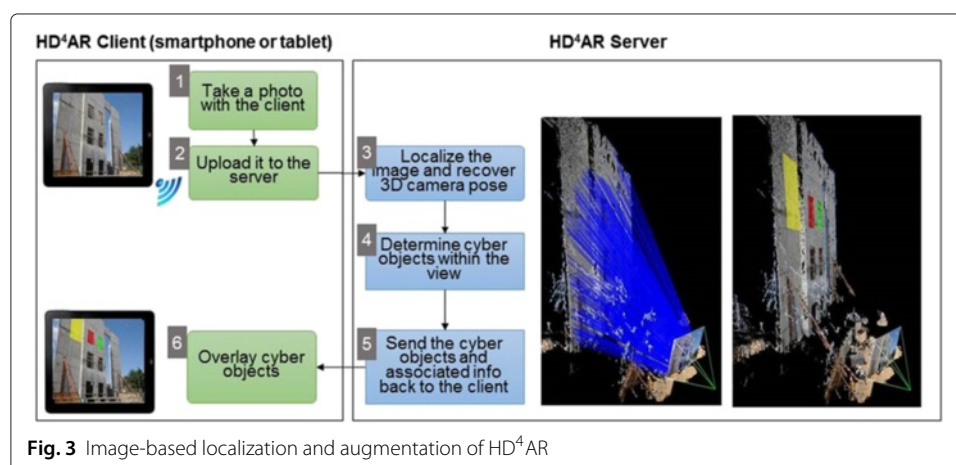 HD⁴AR Client (smartphone or tablet)
HD⁴AR Server
1
Take a photo
with the client
2
Upload it to the
server
3
Localize the
image and recover
3D camera pose
4
Determine cyber
objects within the
view
5
Send the cyber
objects and
associated info
back to the client
6
Overlay cyber
objects
Fig. 3 Image-based localization and augmentation of HD⁴AR